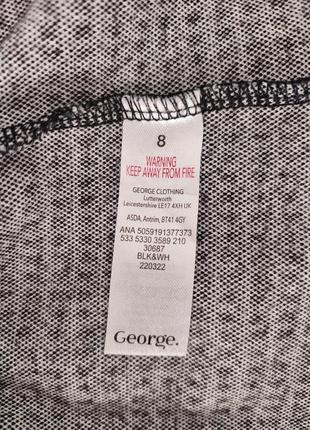 8
WARNING
KEEP AWAY FROM FIRE
GEORGE CLOTHING
Lutterworth
Leicestershire LE17 4XH UK
ASDA, Antrim, BT41 4GY
ANA 5059191377373
533 5330 3589 210
30687
BLK&WH
220322
George.